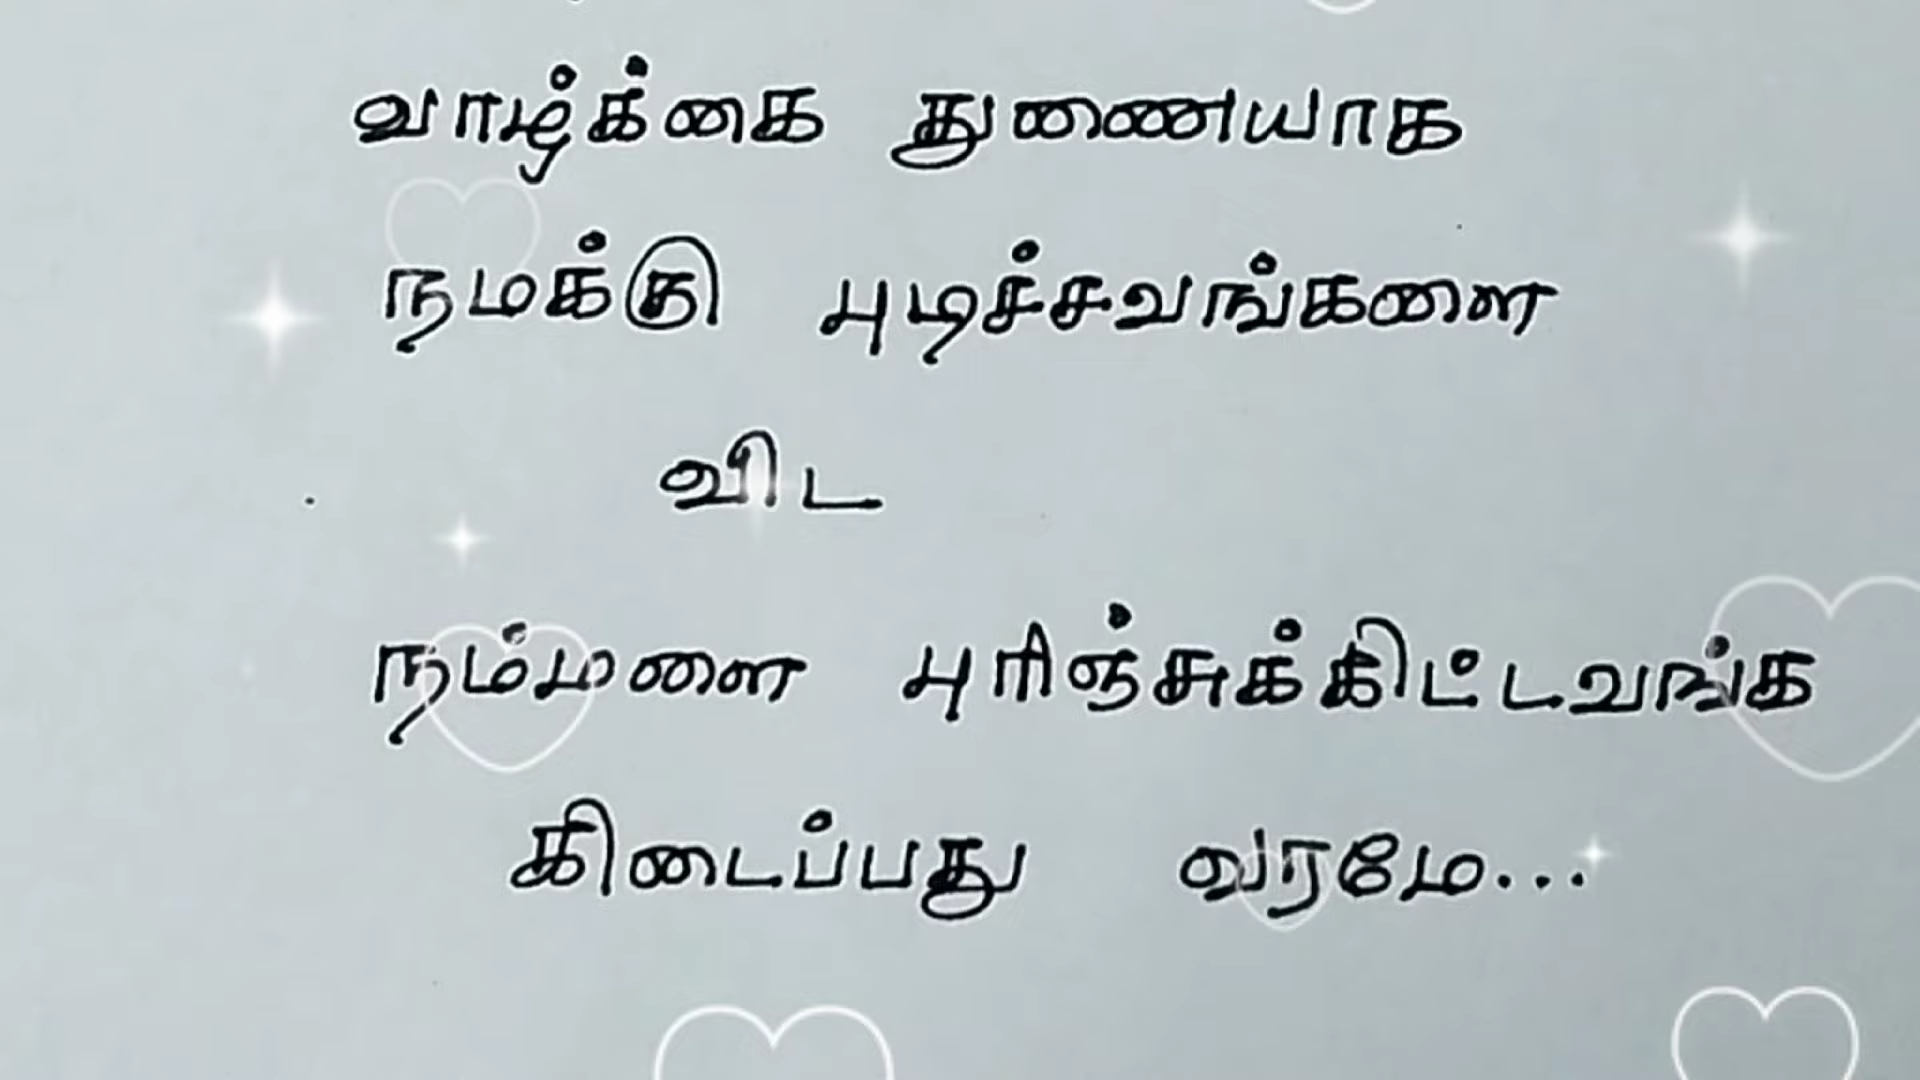 வாழ்க்கை துணையாக
நமக்கு புடிச்சவங்களை
விட
நம்மளை புரிஞ்சுக்கிட்டவங்க
கிடைப்பது வரமே...